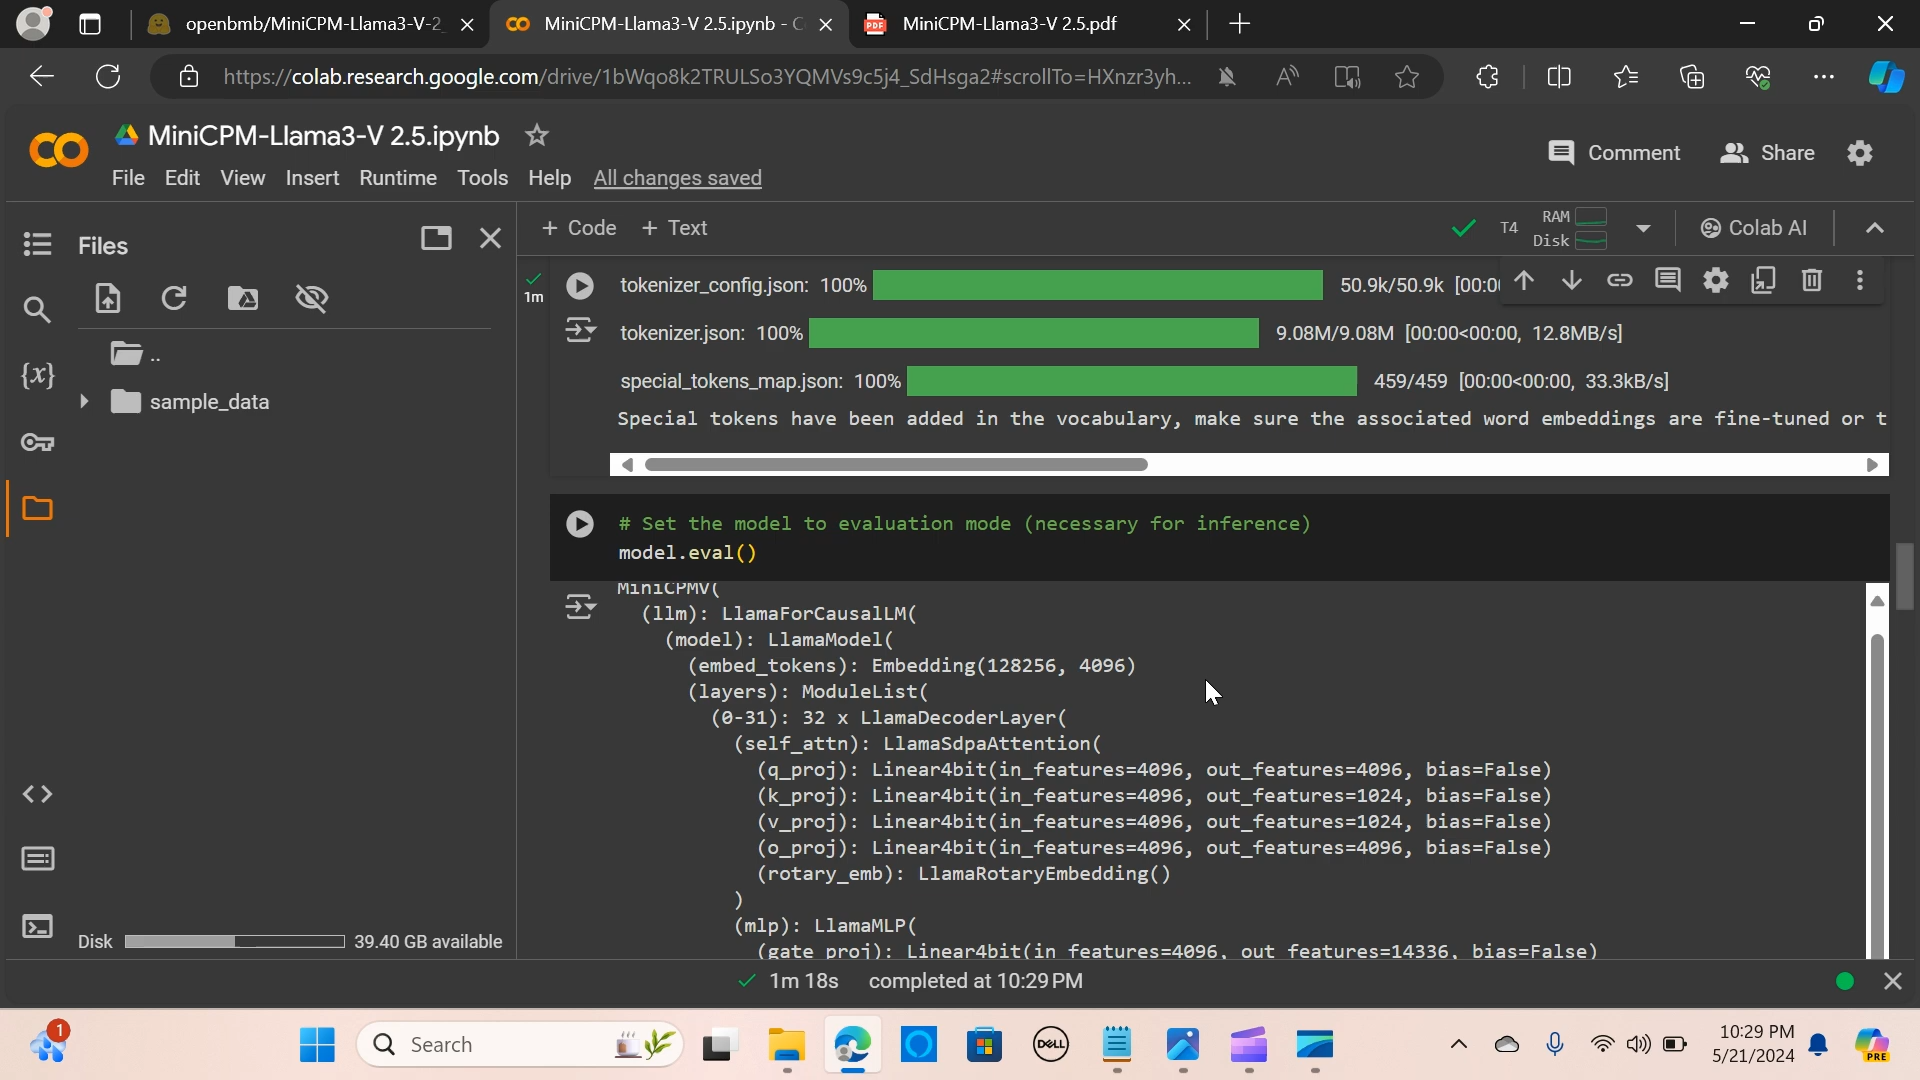 openbmb/MiniCPM-Llama3-V-2_
MiniCPM-Llama3-V 2.5.ipynb - C
PDF
MiniCPM-Llama3-V 2.5.pdf
https://colab.research.google.com/drive/1bWqo8k2TRULSo3YQMVs9c5j4_SdHsga2#scrollTo=HXnzr3yh...
MiniCPM-Llama3-V 2.5.ipynb
Comment
Share
File Edit View Insert Runtime Tools Help All changes saved
Files
+ Code + Text
T4
RAM
Disk
Colab AI
1m
tokenizer_config.json: 100% 50.9k/50.9k [00:0
tokenizer.json: 100% 9.08M/9.08M [00:00<00:00, 12.8MB/s]
special_tokens_map.json: 100% 459/459 [00:00<00:00, 33.3kB/s]
Special tokens have been added in the vocabulary, make sure the associated word embeddings are fine-tuned or t
..
sample_data
{x}
# Set the model to evaluation mode (necessary for inference)
model.eval()
MiniCPMV(
(llm): LlamaForCausalLM(
(model): LlamaModel(
(embed_tokens): Embedding(128256, 4096)
(layers): ModuleList(
(0-31): 32 x LlamaDecoderLayer(
(self_attn): LlamaSdpaAttention(
(q_proj): Linear4bit(in_features=4096, out_features=4096, bias=False)
(k_proj): Linear4bit(in_features=4096, out_features=1024, bias=False)
(v_proj): Linear4bit(in_features=4096, out_features=1024, bias=False)
(o_proj): Linear4bit(in_features=4096, out_features=4096, bias=False)
(rotary_emb): LlamaRotaryEmbedding()
)
(mlp): LlamaMLP(
(gate_proj): Linear4bit(in_features=4096, out_features=14336, bias=False)
Disk 39.40 GB available
1m 18s completed at 10:29 PM
1
Search
DELL
10:29 PM
5/21/2024
PRE